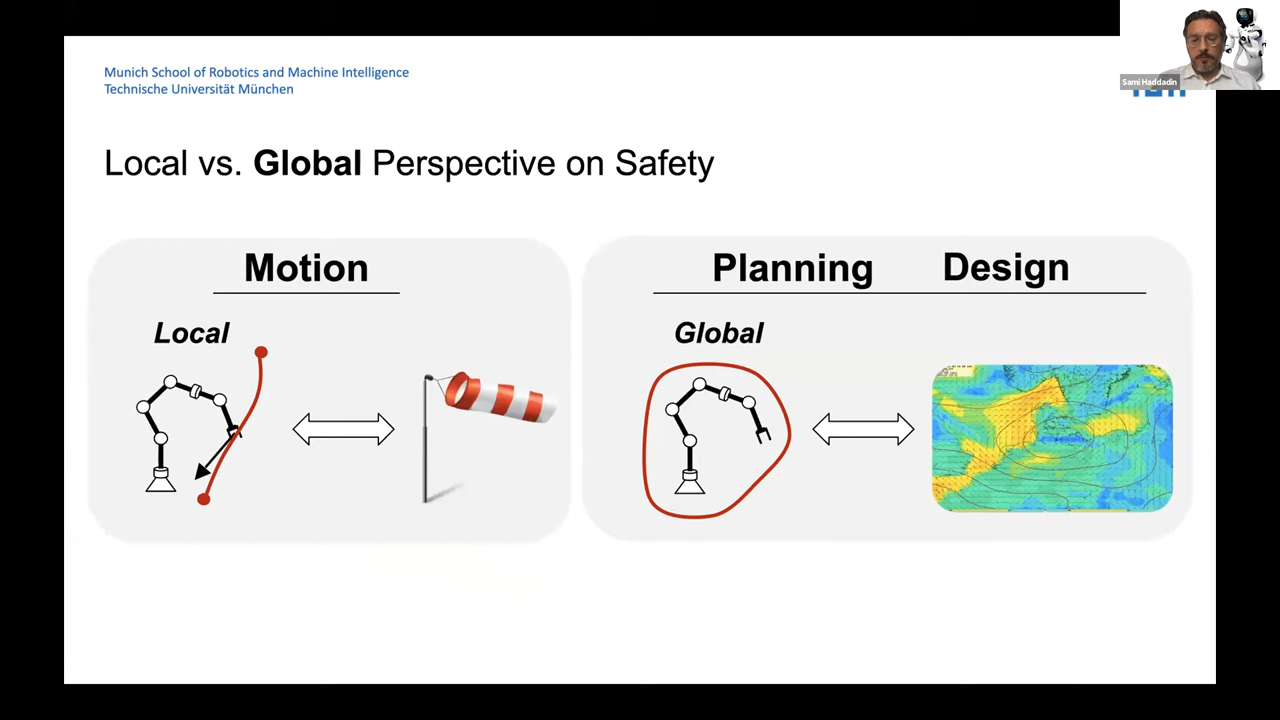 Munich School of Robotics and Machine Intelligence
Technische Universität München
Sami Haddadin
Local vs. Global Perspective on Safety
Motion
Planning Design
Local
Global